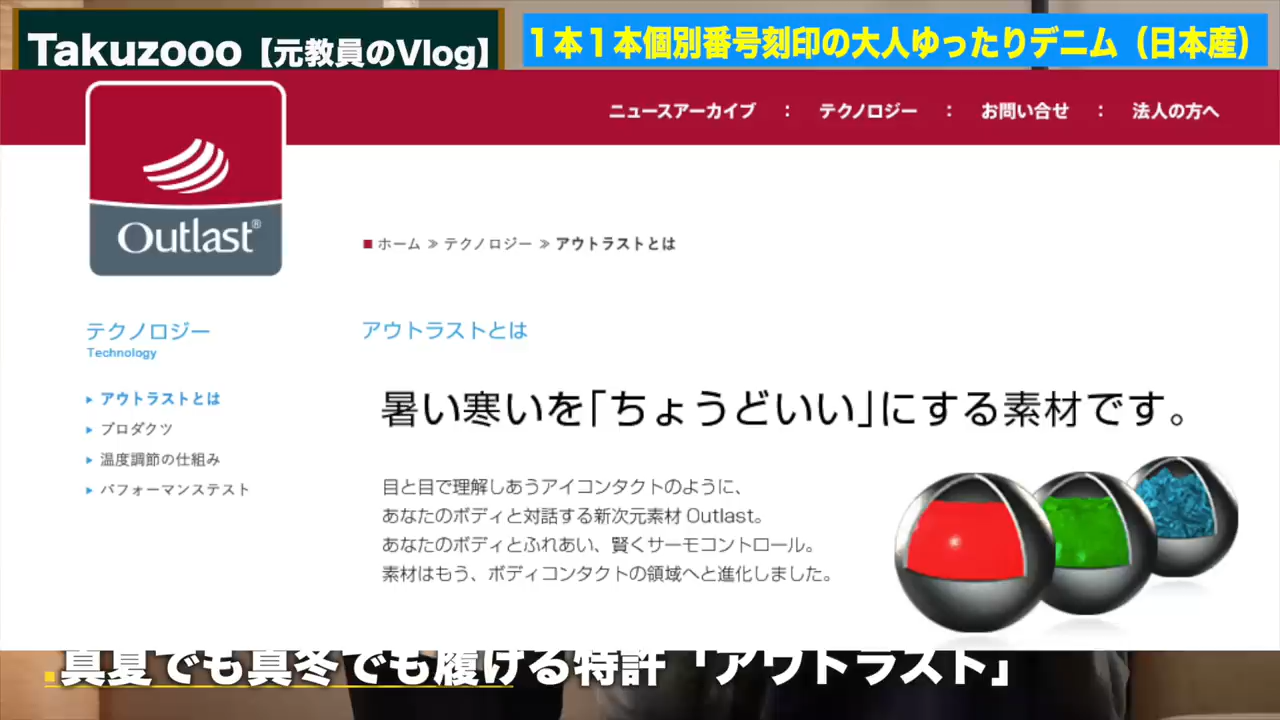 Takuzooo【元教員のVlog】
1本1本個別番号刻印の大人ゆったりデニム（日本産）
ニュースアーカイブ : テクノロジー : お問い合せ : 法人の方へ
Outlast®
■ホーム ≫ テクノロジー ≫ アウトラストとは
テクノロジー
Technology
アウトラストとは
プロダクツ
温度調節の仕組み
パフォーマンステスト
アウトラストとは
暑い寒いを「ちょうどいい」にする素材です。
目と目で理解しあうアイコンタクトのように、
あなたのボディと対話する新次元素材 Outlast。
あなたのボディとふれあい、賢くサーモコントロール。
素材はもう、ボディコンタクトの領域へと進化しました。
真夏でも真冬でも履ける特許「アウトラスト」